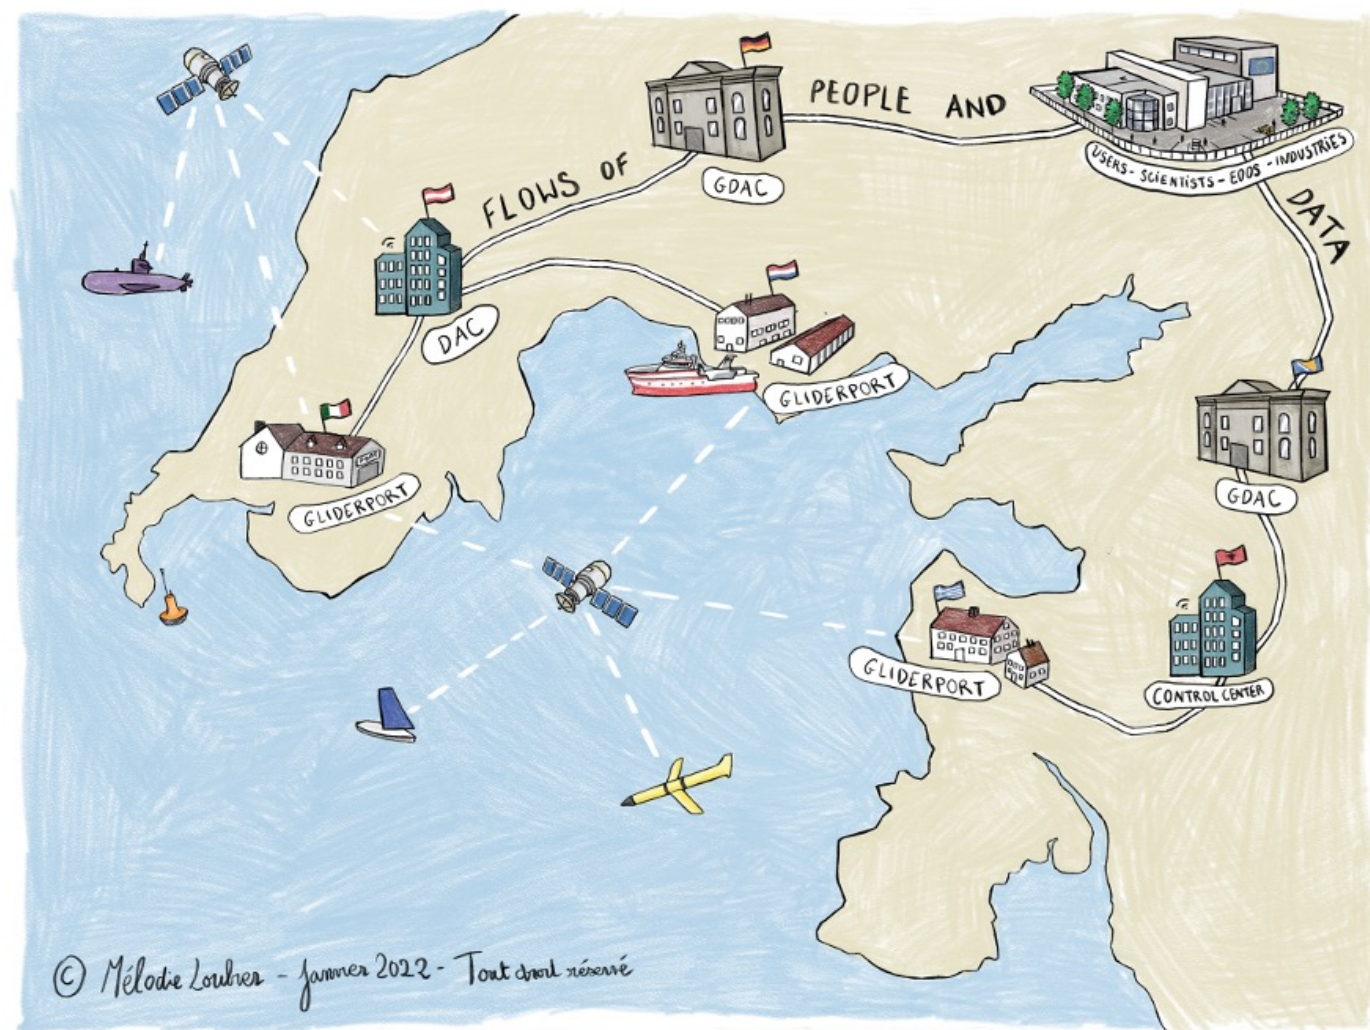 FLOWS OF PEOPLE AND DATA
GDAC
USERS - SCIENTISTS - EOOS - INDUSTRIES
DAC
GLIDERPORT
GLIDERPORT
GDAC
GLIDERPORT
CONTROL CENTER
© Mélodie Loubes - Janvier 2022 - Tout droit réservé